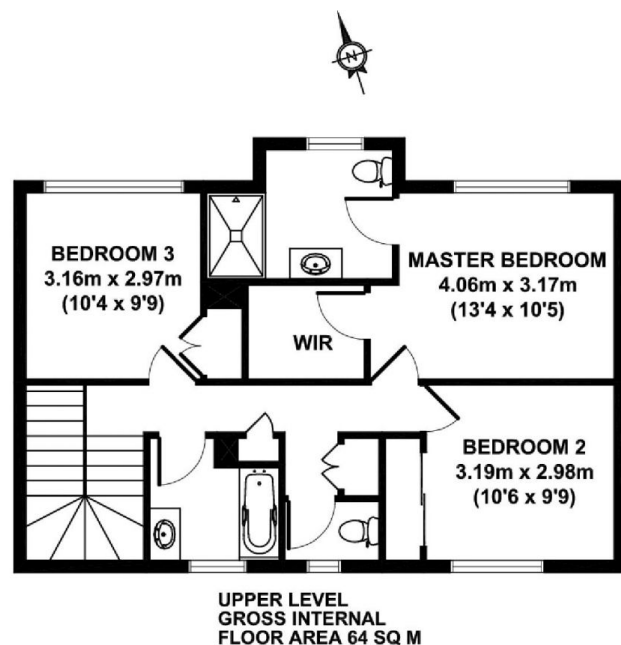 N
BEDROOM 3
3.16m x 2.97m
(10'4 x 9'9)
MASTER BEDROOM
4.06m x 3.17m
(13'4 x 10'5)
WIR
BEDROOM 2
3.19m x 2.98m
(10'6 x 9'9)
UPPER LEVEL
GROSS INTERNAL
FLOOR AREA 64 SQ M